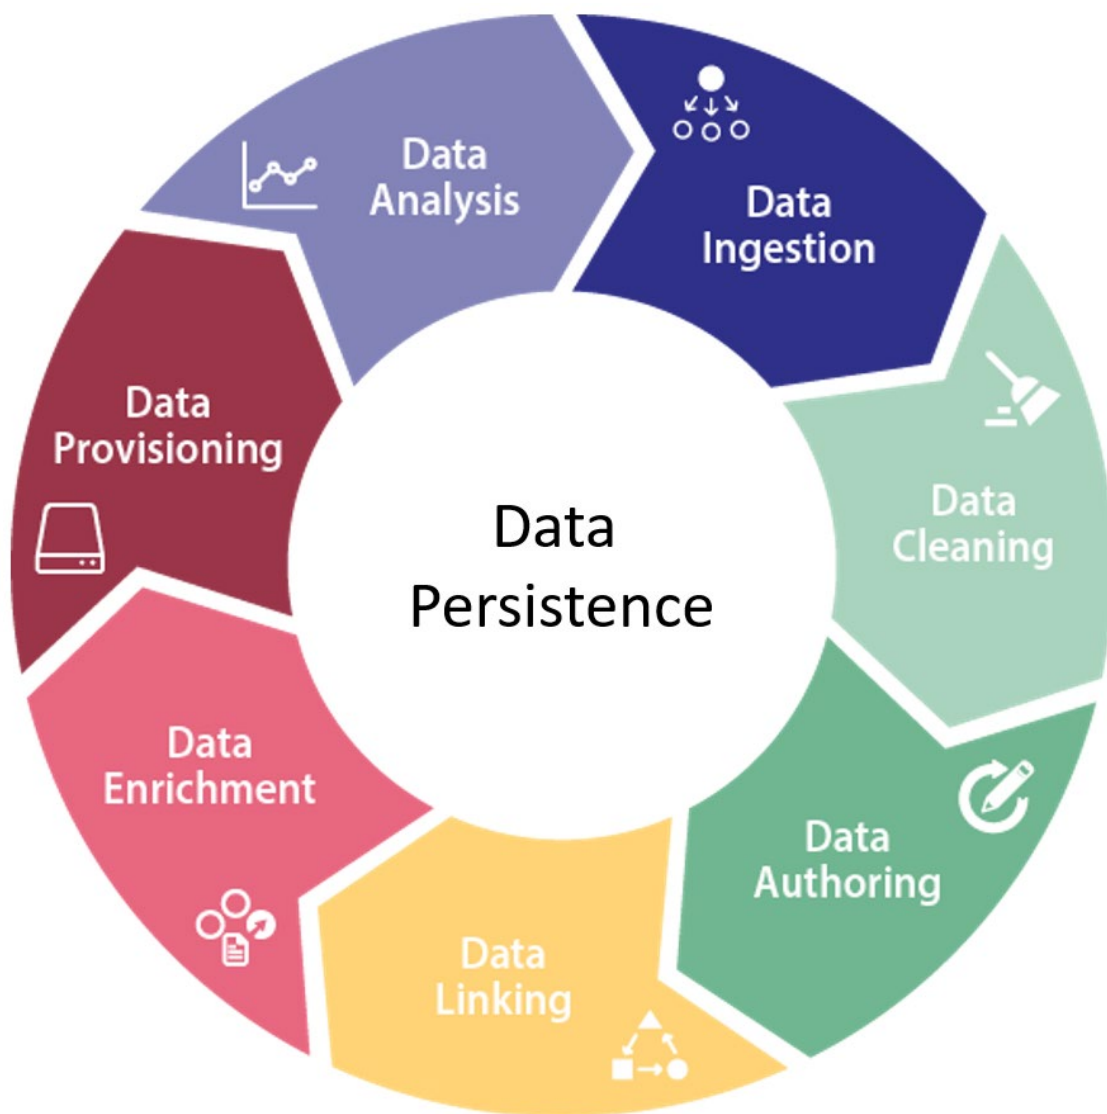 Data
Analysis
Data
Ingestion
Data
Cleaning
Data
Authoring
Data
Linking
Data
Enrichment
Data
Provisioning
Data
Persistence